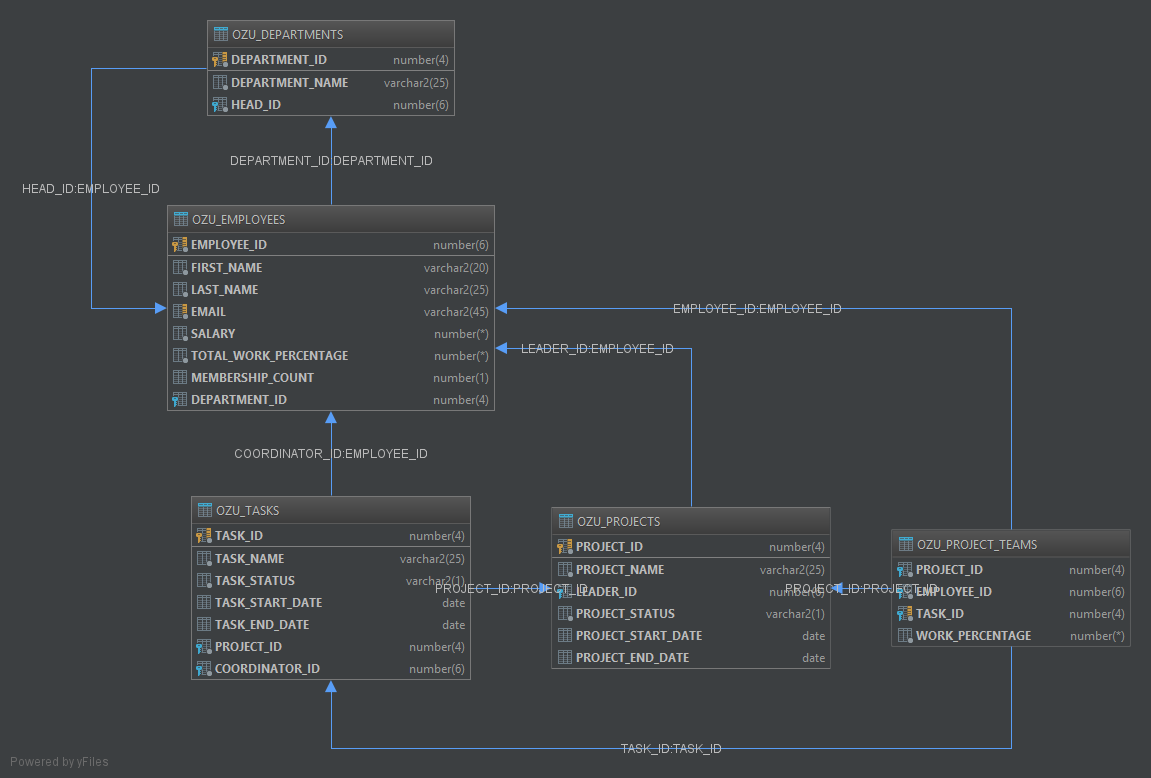 OZU_DEPARTMENTS
DEPARTMENT_ID number(4)
DEPARTMENT_NAME varchar2(25)
HEAD_ID number(6)
DEPARTMENT_ID:DEPARTMENT_ID
HEAD_ID:EMPLOYEE_ID
OZU_EMPLOYEES
EMPLOYEE_ID number(6)
FIRST_NAME varchar2(20)
LAST_NAME varchar2(25)
EMAIL varchar2(45)
SALARY number(*)
TOTAL_WORK_PERCENTAGE number(*)
MEMBERSHIP_COUNT number(1)
DEPARTMENT_ID number(4)
EMPLOYEE_ID:EMPLOYEE_ID
LEADER_ID:EMPLOYEE_ID
COORDINATOR_ID:EMPLOYEE_ID
OZU_TASKS
TASK_ID number(4)
TASK_NAME varchar2(25)
TASK_STATUS varchar2(1)
TASK_START_DATE date
TASK_END_DATE date
PROJECT_ID number(4)
COORDINATOR_ID number(6)
PROJECT_ID:PROJECT_ID
OZU_PROJECTS
PROJECT_ID number(4)
PROJECT_NAME varchar2(25)
LEADER_ID number(6)
PROJECT_STATUS varchar2(1)
PROJECT_START_DATE date
PROJECT_END_DATE date
PROJECT_ID:PROJECT_ID
OZU_PROJECT_TEAMS
PROJECT_ID number(4)
EMPLOYEE_ID number(6)
TASK_ID number(4)
WORK_PERCENTAGE number(*)
TASK_ID:TASK_ID
Powered by yFiles